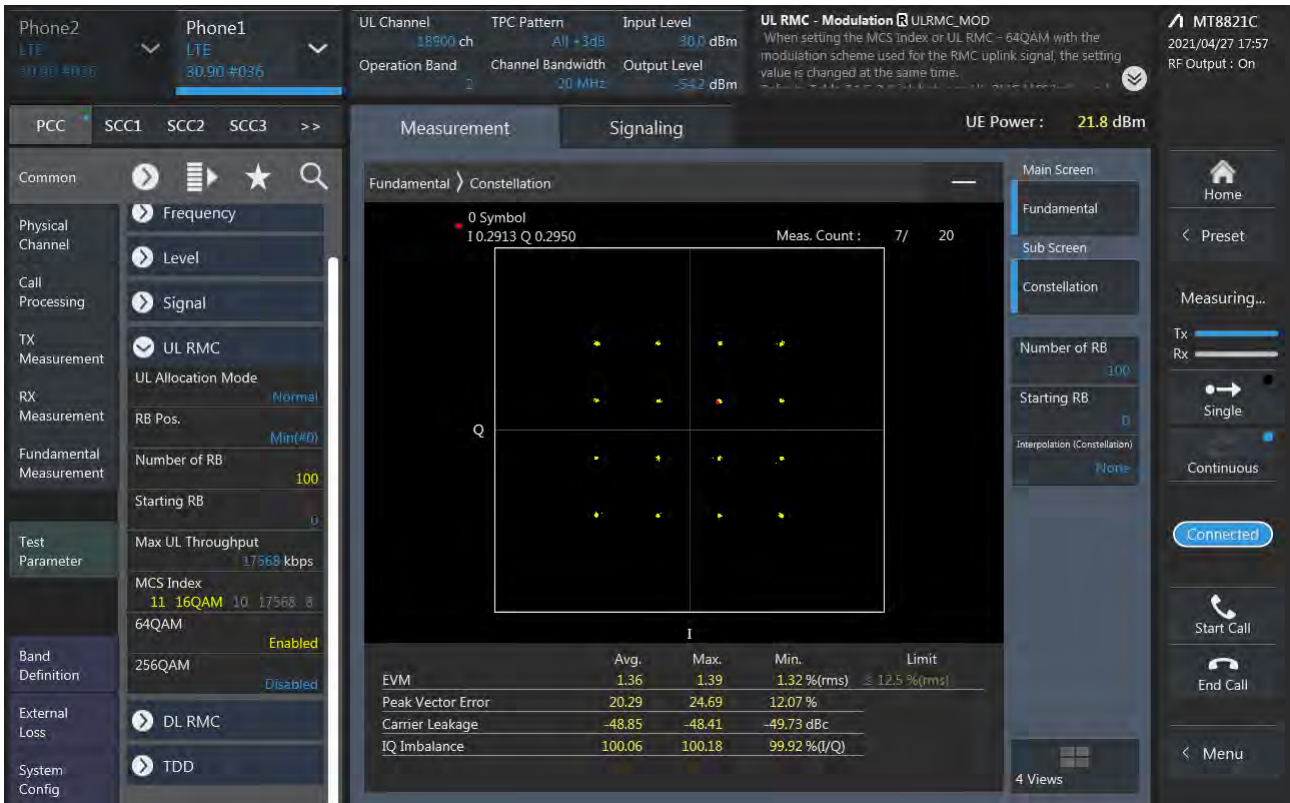 Phone2
LTE
30.90 #036
Phone1
LTE
30.90 #036
UL Channel
18900 ch
TPC Pattern
All +3dB
Input Level
30.0 dBm
Operation Band
2
Channel Bandwidth
20 MHz
Output Level
-54.2 dBm
UL RMC - Modulation R ULRMC_MOD
When setting the MCS Index or UL RMC – 64QAM with the
modulation scheme used for the RMC uplink signal, the setting
value is changed at the same time.
MT8821C
2021/04/27 17:57
RF Output : On
PCC SCC1 SCC2 SCC3 >>
Measurement
Signaling
UE Power : 21.8 dBm
Common
Physical
Channel
Call
Processing
TX
Measurement
RX
Measurement
Fundamental
Measurement
Test
Parameter
Band
Definition
External
Loss
System
Config
Frequency
Level
Signal
UL RMC
UL Allocation Mode
Normal
RB Pos.
Min(#0)
Number of RB
100
Starting RB
0
Max UL Throughput
17568 kbps
MCS Index
11 16QAM 10 17568 8
64QAM
Enabled
256QAM
Disabled
DL RMC
TDD
Fundamental 〉 Constellation
0 Symbol
I 0.2913 Q 0.2950
Meas. Count : 7/ 20
Q
I
Avg. Max. Min. Limit
EVM 1.36 1.39 1.32 %(rms) ≦ 12.5 %(rms)
Peak Vector Error 20.29 24.69 12.07 %
Carrier Leakage -48.85 -48.41 -49.73 dBc
IQ Imbalance 100.06 100.18 99.92 %(I/Q)
Main Screen
Fundamental
Sub Screen
Constellation
Number of RB
100
Starting RB
0
Interpolation (Constellation)
None
4 Views
Home
< Preset
Measuring...
Tx
Rx
Single
Continuous
Connected
Start Call
End Call
< Menu